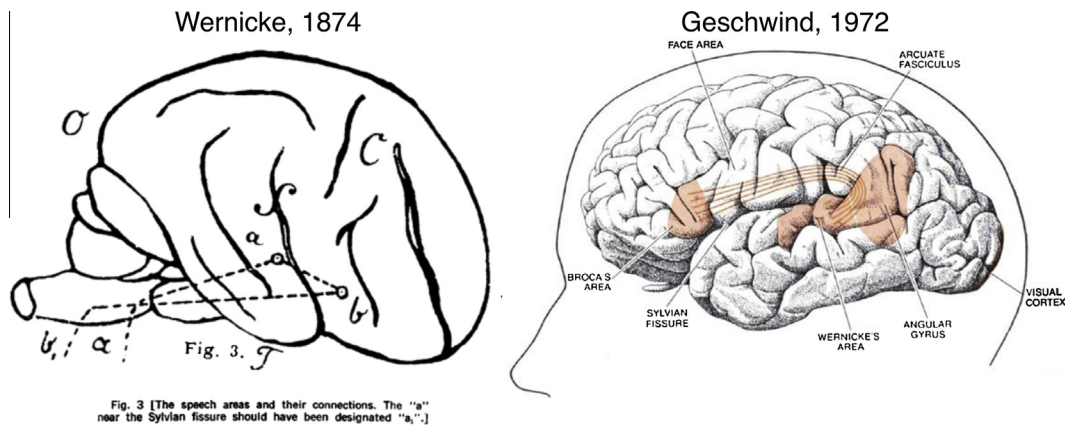 Wernicke, 1874
O
C
S
a
b
b,
a
Fig. 3.
T
Fig. 3 [The speech areas and their connections. The "a"
near the Sylvian fissure should have been designated "a,".]
Geschwind, 1972
FACE AREA
ARCUATE
FASCICULUS
BROCA'S
AREA
SYLVIAN
FISSURE
WERNICKE'S
AREA
ANGULAR
GYRUS
VISUAL
CORTEX